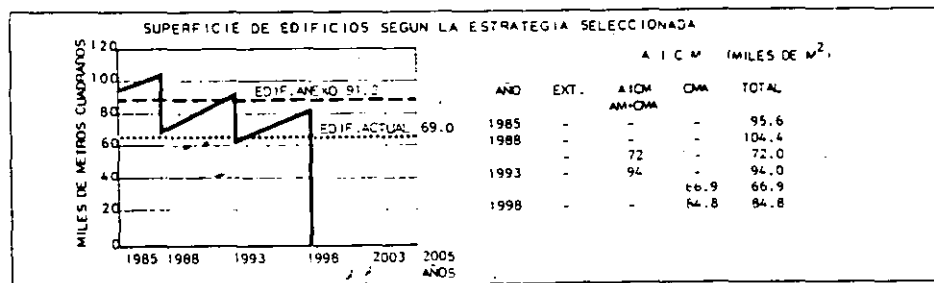 SUPERFICIE DE EDIFICIOS SEGUN LA ESTRATEGIA SELECCIONADA
MILES DE METROS CUADRADOS
120
100
80
60
40
20
0
EDIF.ANEXO 91.2
EDIF.ACTUAL 69.0
1985 1988 1993 1998 2003 2005
AÑOS
A I C M (MILES DE M²)
AÑO EXT. AICM CMA TOTAL
AM+CMA
1985 - - - 95.6
1988 - - - 104.4
- 72 - 72.0
1993 - 94 - 94.0
66.9 66.9
1998 - - 84.8 84.8